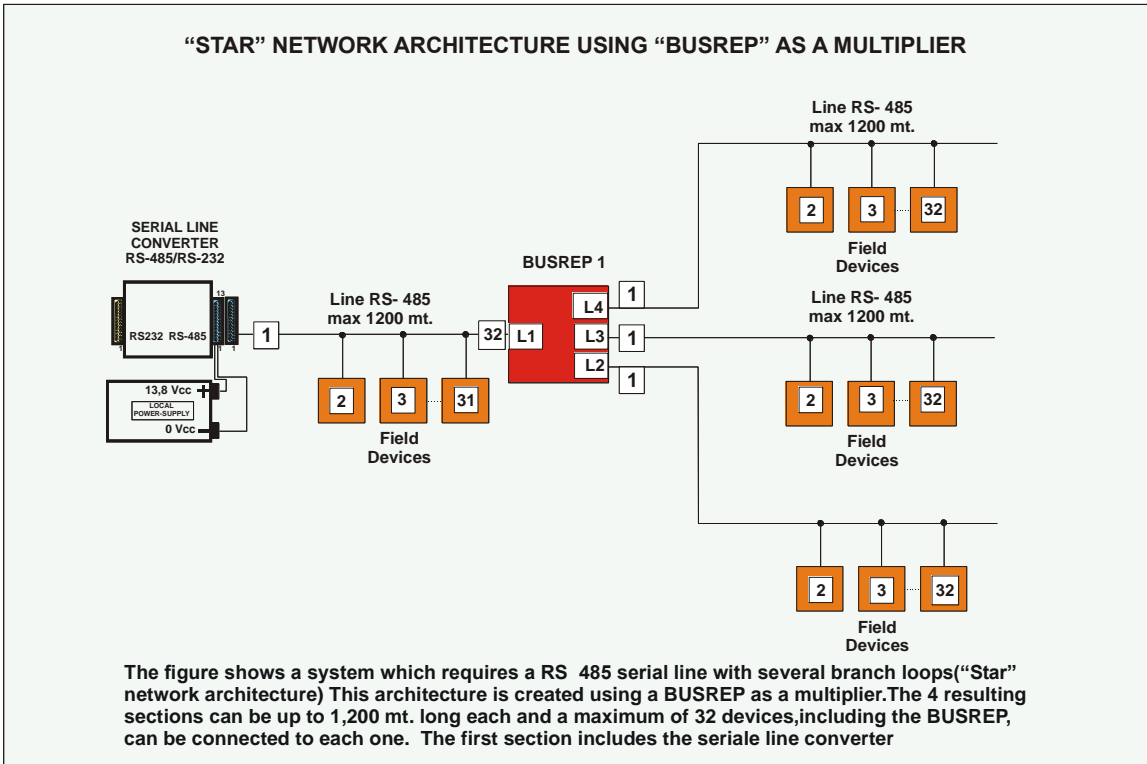 “STAR” NETWORK ARCHITECTURE USING “BUSREP” AS A MULTIPLIER
Line RS- 485
max 1200 mt.
2
3
32
Field
Devices
SERIAL LINE
CONVERTER
RS-485/RS-232
13
RS232 RS-485
1
1
1
1
13,8 Vcc
+
LOCAL
POWER-SUPPLY
0 Vcc
–
Line RS- 485
max 1200 mt.
2
3
31
Field
Devices
32
BUSREP 1
L1
L4
L3
L2
1
1
1
Line RS- 485
max 1200 mt.
2
3
32
Field
Devices
2
3
32
Field
Devices
The figure shows a system which requires a RS 485 serial line with several branch loops(“Star”
network architecture) This architecture is created using a BUSREP as a multiplier.The 4 resulting
sections can be up to 1,200 mt. long each and a maximum of 32 devices,including the BUSREP,
can be connected to each one. The first section includes the seriale line converter